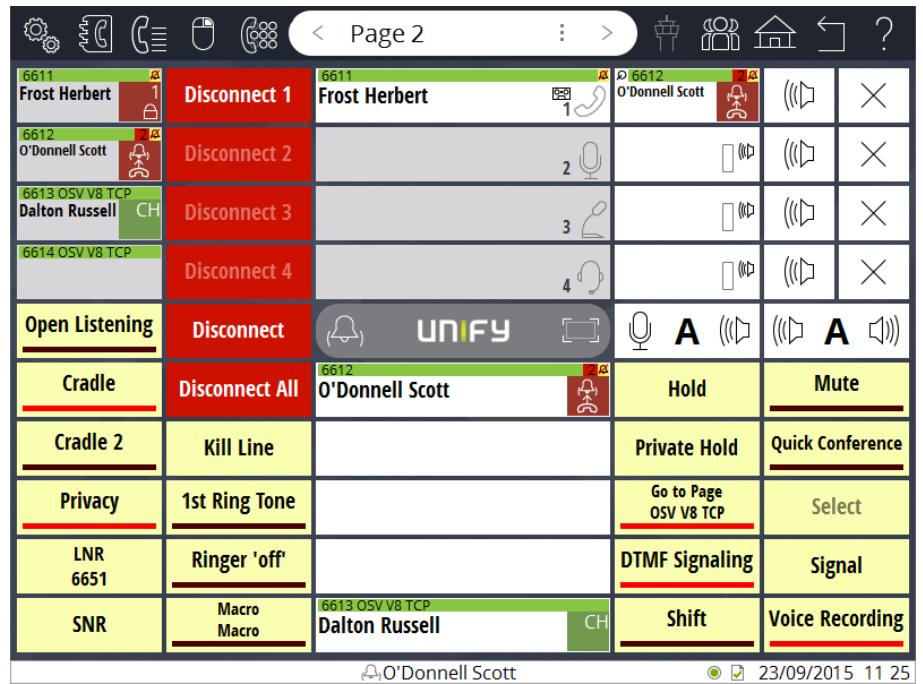 Page 2
6611
Frost Herbert 1
Disconnect 1
6611
Frost Herbert
1
6612 2
O'Donnell Scott
6612 2
O'Donnell Scott
Disconnect 2
2
6613 OSV V8 TCP
Dalton Russell CH
Disconnect 3
3
6614 OSV V8 TCP
Disconnect 4
4
Open Listening
Disconnect
UNIFY
A
A
Cradle
Disconnect All
6612 2
O'Donnell Scott
Hold
Mute
Cradle 2
Kill Line
Private Hold
Quick Conference
Privacy
1st Ring Tone
Go to Page
OSV V8 TCP
Select
LNR
6651
Ringer 'off'
DTMF Signaling
Signal
SNR
Macro
Macro
6613 OSV V8 TCP
Dalton Russell CH
Shift
Voice Recording
O'Donnell Scott
23/09/2015 11 25